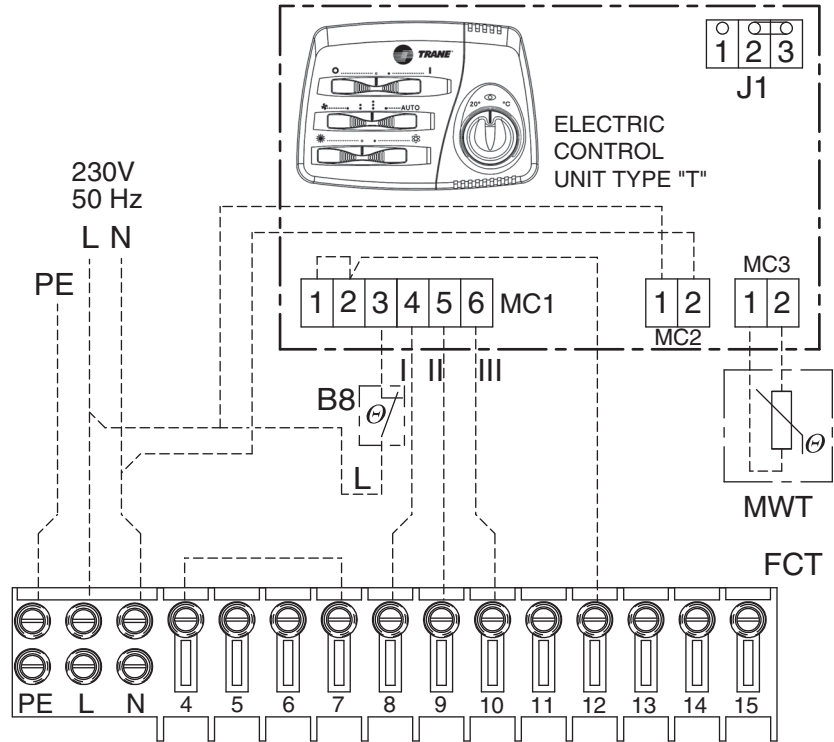 TRANE
O I
AUTO
20° °C
1 2 3
J1
ELECTRIC
CONTROL
UNIT TYPE "T"
230V
50 Hz
L N
PE
1 2 3 4 5 6 MC1
1 2
MC2
MC3
1 2
I II III
B8
Θ
L
Θ
MWT
FCT
PE L N 4 5 6 7 8 9 10 11 12 13 14 15